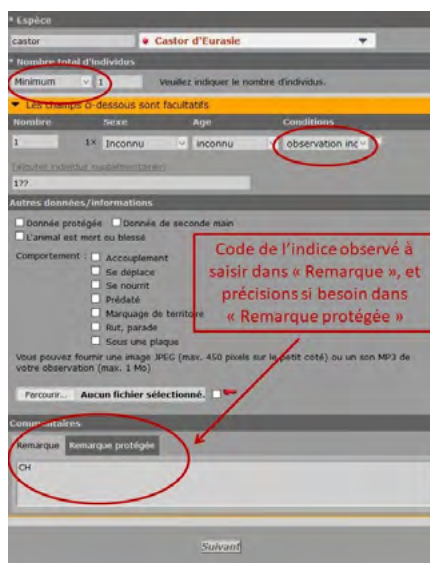 * Espèce
castor Castor d'Eurasie
* Nombre total d'individus
Minimum 1 Veuillez indiquer le nombre d'individus.
Les champs ci-dessous sont facultatifs
Nombre Sexe Age Conditions
1 1x Inconnu inconnu observation ind
[ajouter individus supplémentaires]
1??
Autres données/informations
Donnée protégée Donnée de seconde main
L'animal est mort ou blessé
Comportement : Accouplement
Se déplace
Se nourrit
Prédaté
Marquage de territoire
Rut, parade
Sous une plaque
Code de l'indice observé à
saisir dans « Remarque », et
précisions si besoin dans
« Remarque protégée »
Vous pouvez fournir une image JPEG (max. 450 pixels sur le petit coté) ou un son MP3 de
votre observation (max. 1 Mo)
Parcourir... Aucun fichier sélectionné.
Commentaires
Remarque Remarque protégée
CH
Suivant